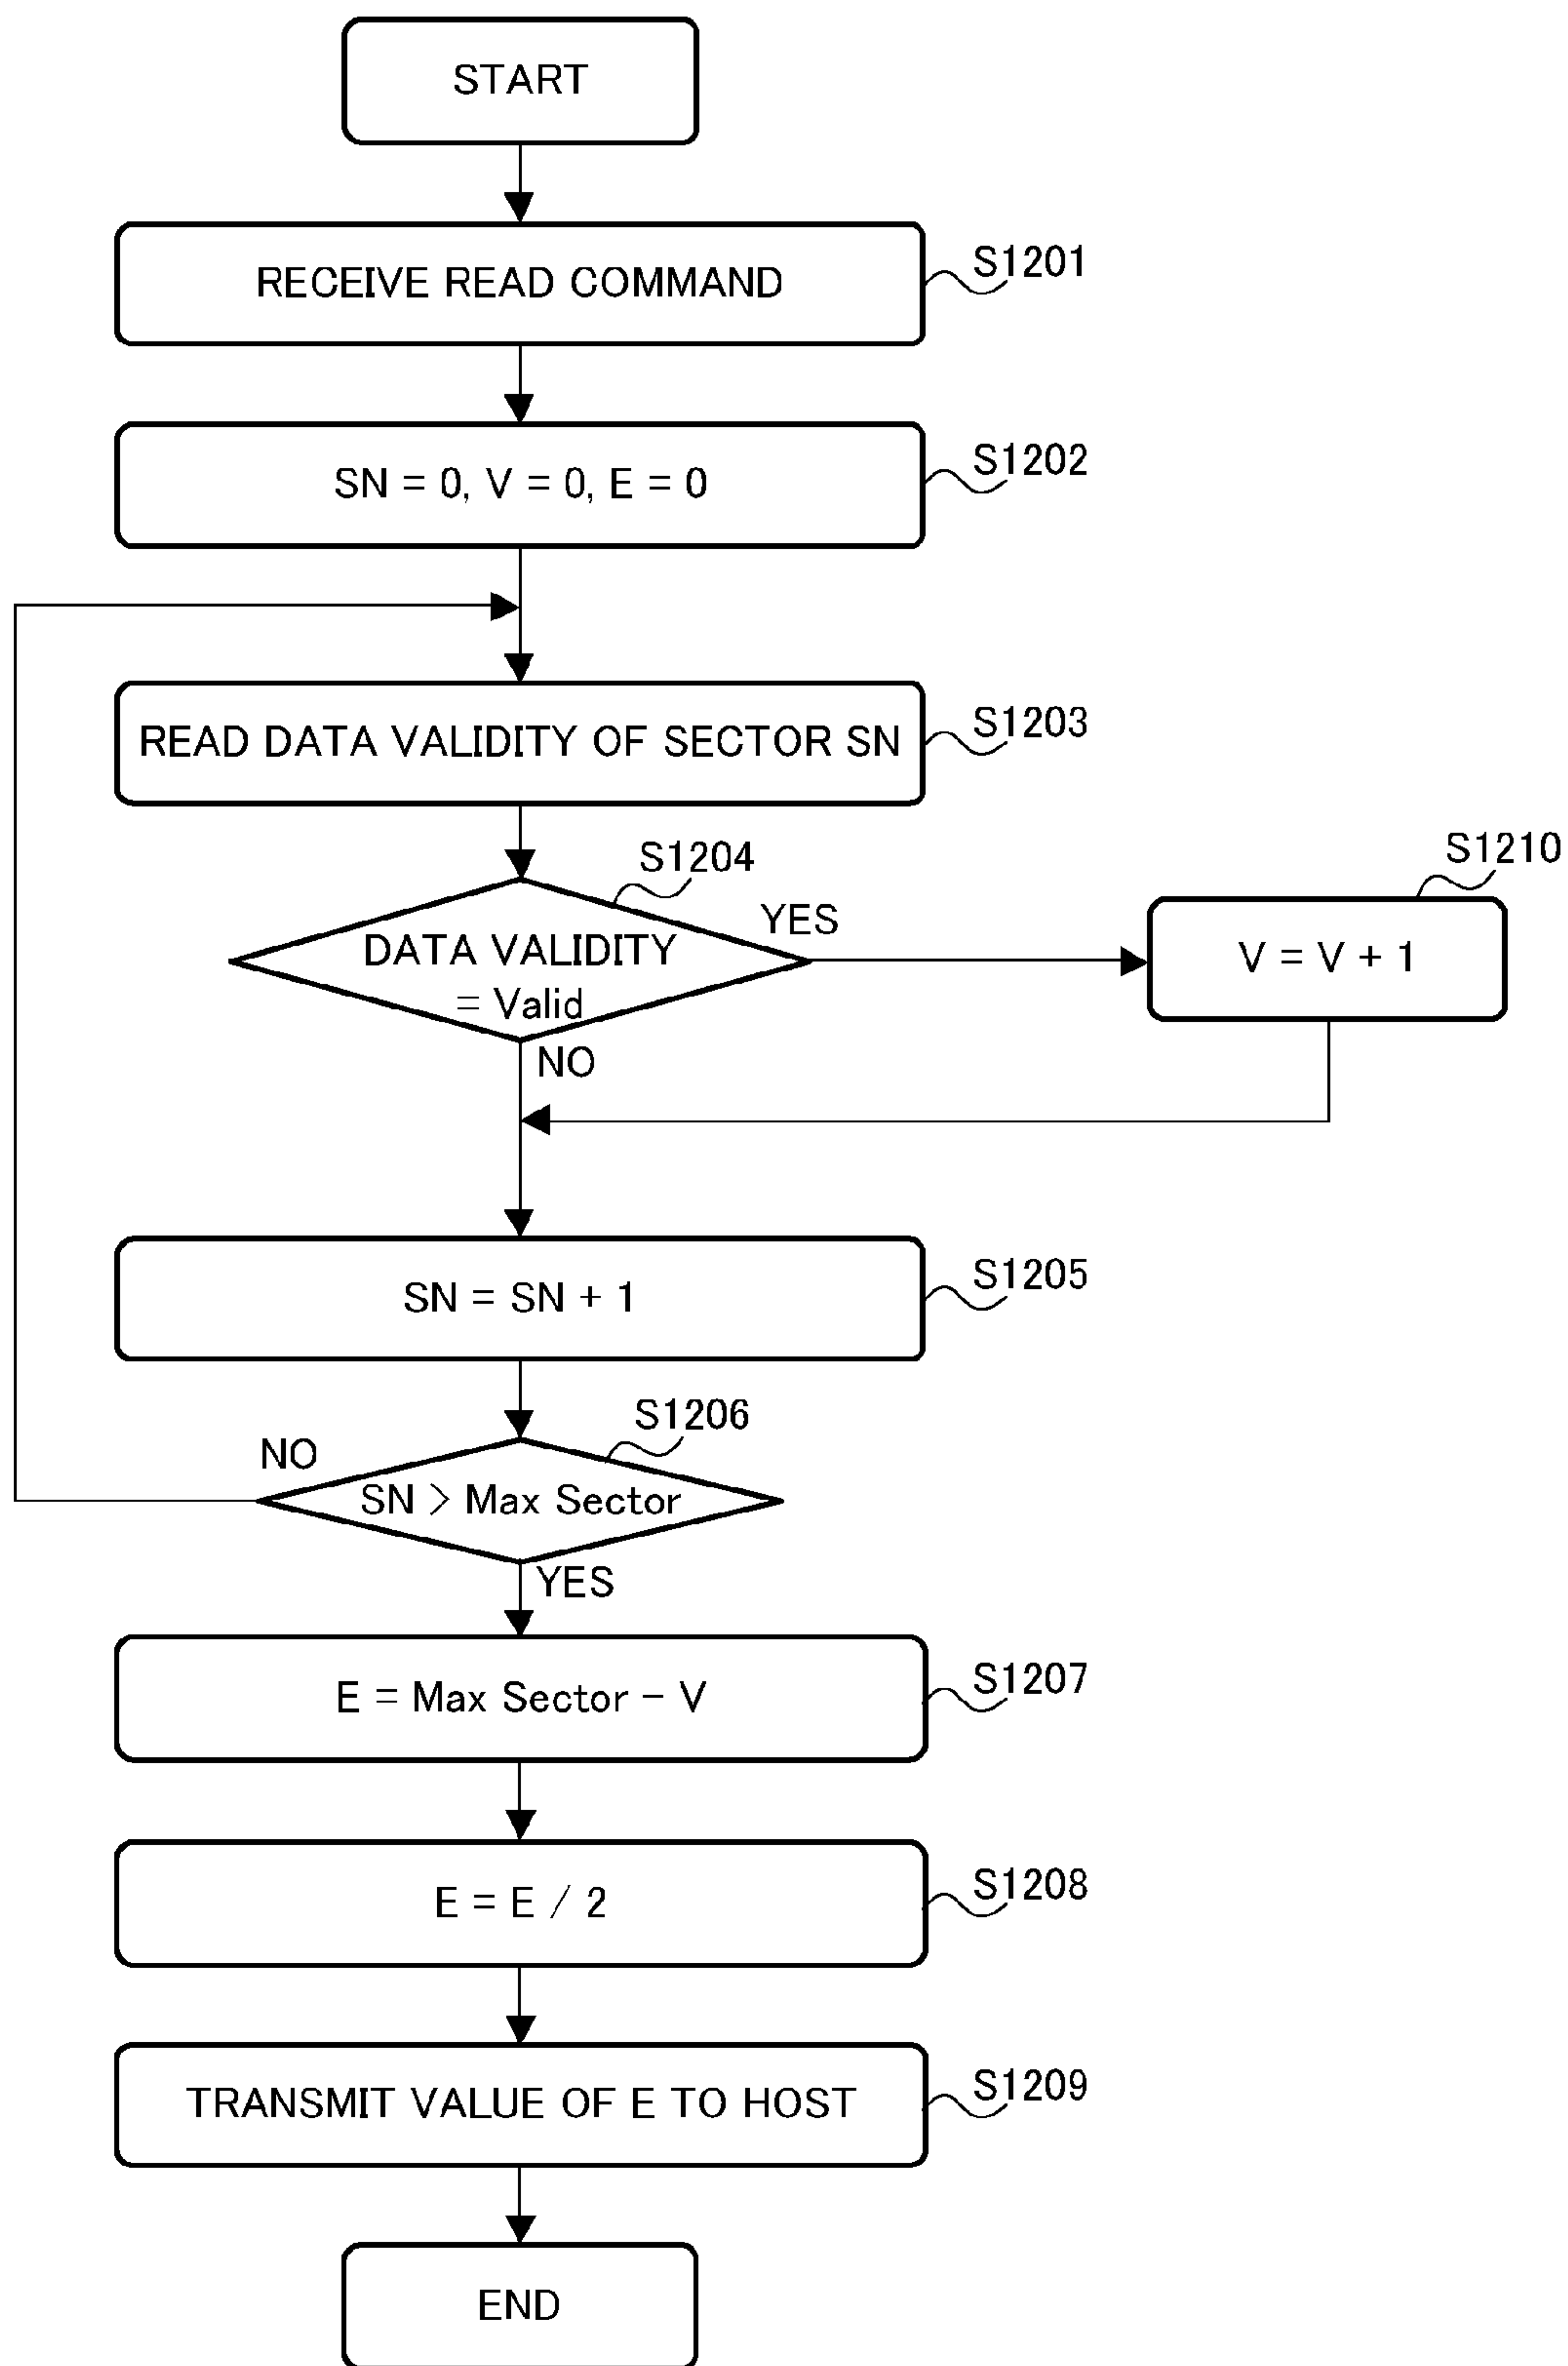 START
RECEIVE READ COMMAND
S1201
SN = 0, V = 0, E = 0
S1202
READ DATA VALIDITY OF SECTOR SN
S1203
S1204
DATA VALIDITY
= Valid
YES
NO
S1210
V = V + 1
SN = SN + 1
S1205
S1206
NO
SN > Max Sector
YES
E = Max Sector − V
S1207
E = E / 2
S1208
TRANSMIT VALUE OF E TO HOST
S1209
END